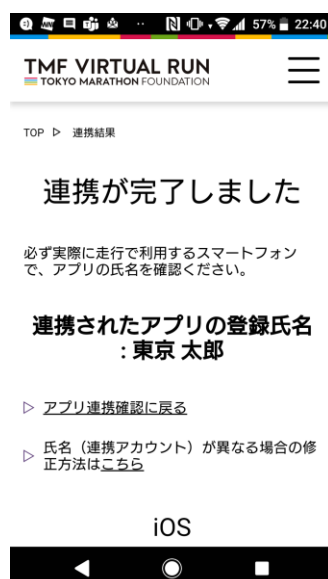 57% 22:40
TMF VIRTUAL RUN
TOKYO MARATHON FOUNDATION
TOP ▷ 連携結果
連携が完了しました
必ず実際に走行で利用するスマートフォン
で、アプリの氏名を確認ください。
連携されたアプリの登録氏名
: 東京 太郎
▷ アプリ連携確認に戻る
▷ 氏名（連携アカウント）が異なる場合の修
正方法はこちら
iOS